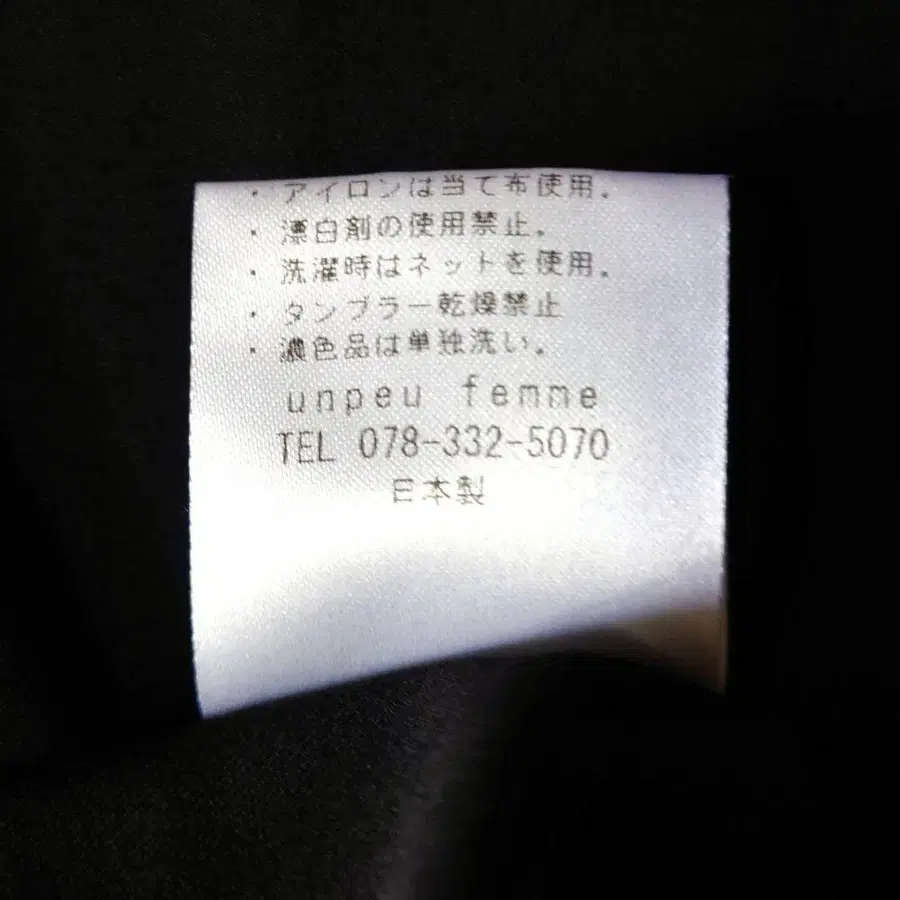 ・アイロンは当て布使用.
・漂白剤の使用禁止.
・洗濯時はネットを使用.
・タンブラー乾燥禁止
・濃色品は単独洗い.
unpeu femme
TEL 078-332-5070
日本製